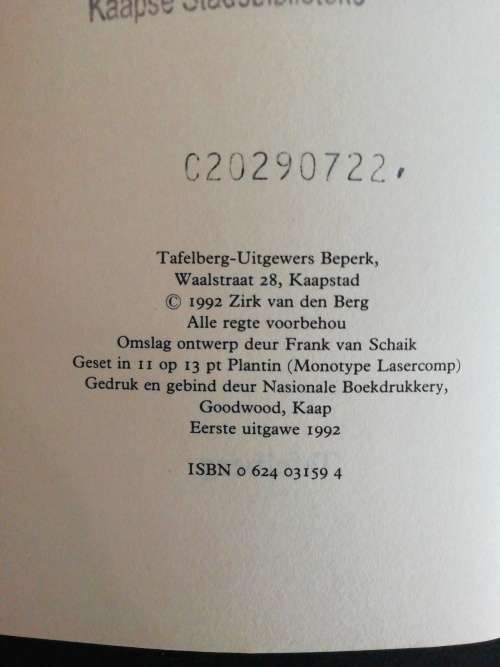 Kaapse Stadsbiblioteke
C20290722.
Tafelberg-Uitgewers Beperk,
Waalstraat 28, Kaapstad
© 1992 Zirk van den Berg
Alle regte voorbehou
Omslag ontwerp deur Frank van Schaik
Geset in 11 op 13 pt Plantin (Monotype Lasercomp)
Gedruk en gebind deur Nasionale Boekdrukkery,
Goodwood, Kaap
Eerste uitgawe 1992
ISBN 0 624 03159 4